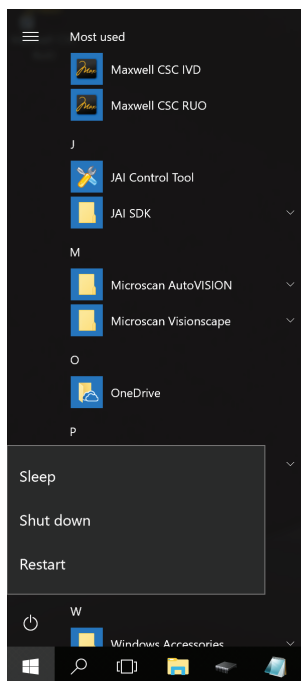 Most used
Maxwell CSC IVD
Maxwell CSC RUO
J
JAI Control Tool
JAI SDK
M
Microscan AutoVISION
Microscan Visionscape
O
OneDrive
P
Sleep
Shut down
Restart
W
Windows Accessories